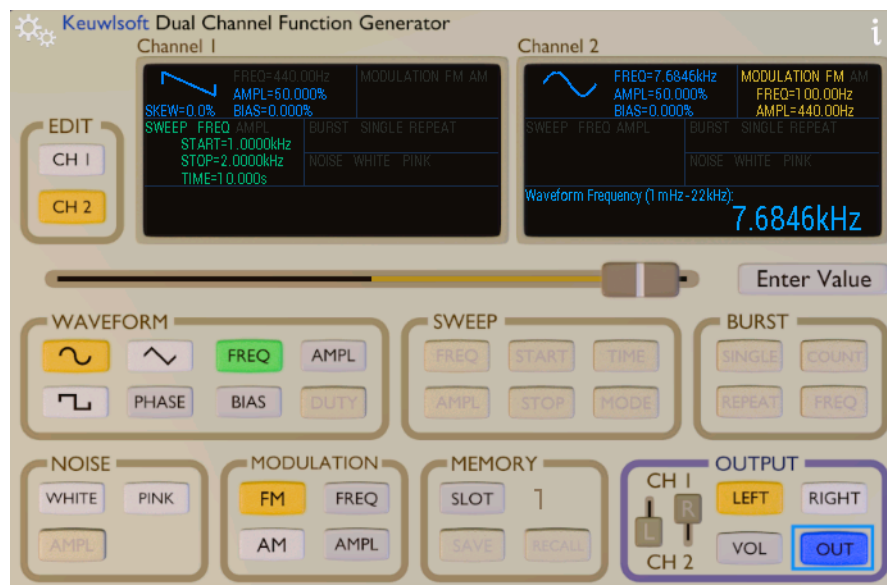 Keuwlsoft Dual Channel Function Generator
i
Channel 1
Channel 2
FREQ=440.00Hz
AMPL=50.000%
SKEW=0.0% BIAS=0.000%
MODULATION FM AM
SWEEP FREQ AMPL
START=1.0000kHz
STOP=2.0000kHz
TIME=10.000s
BURST SINGLE REPEAT
NOISE WHITE PINK
FREQ=7.6846kHz
AMPL=50.000%
BIAS=0.000%
MODULATION FM AM
FREQ=100.00Hz
AMPL=440.00Hz
SWEEP FREQ AMPL
BURST SINGLE REPEAT
NOISE WHITE PINK
Waveform Frequency (1mHz-22kHz):
7.6846kHz
EDIT
CH 1
CH 2
Enter Value
WAVEFORM
FREQ AMPL
PHASE BIAS DUTY
SWEEP
FREQ START TIME
AMPL STOP MODE
BURST
SINGLE COUNT
REPEAT FREQ
NOISE
WHITE PINK
AMPL
MODULATION
FM FREQ
AM AMPL
MEMORY
SLOT 1
SAVE RECALL
OUTPUT
CH 1
L R
CH 2
LEFT RIGHT
VOL OUT